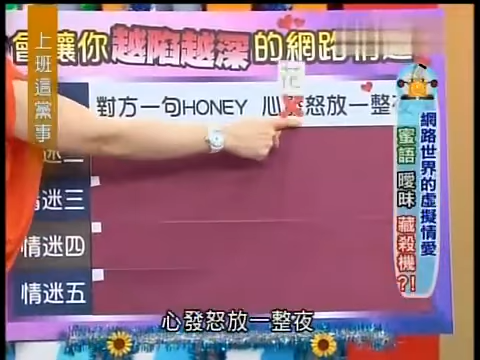 會讓你越陷越深的網路
上班這黨事
花
對方一句HONEY 心發怒放一整夜
情迷三
情迷四
情迷五
網路世界的虛擬情愛
蜜語 曖昧 藏殺機?!
心發怒放一整夜